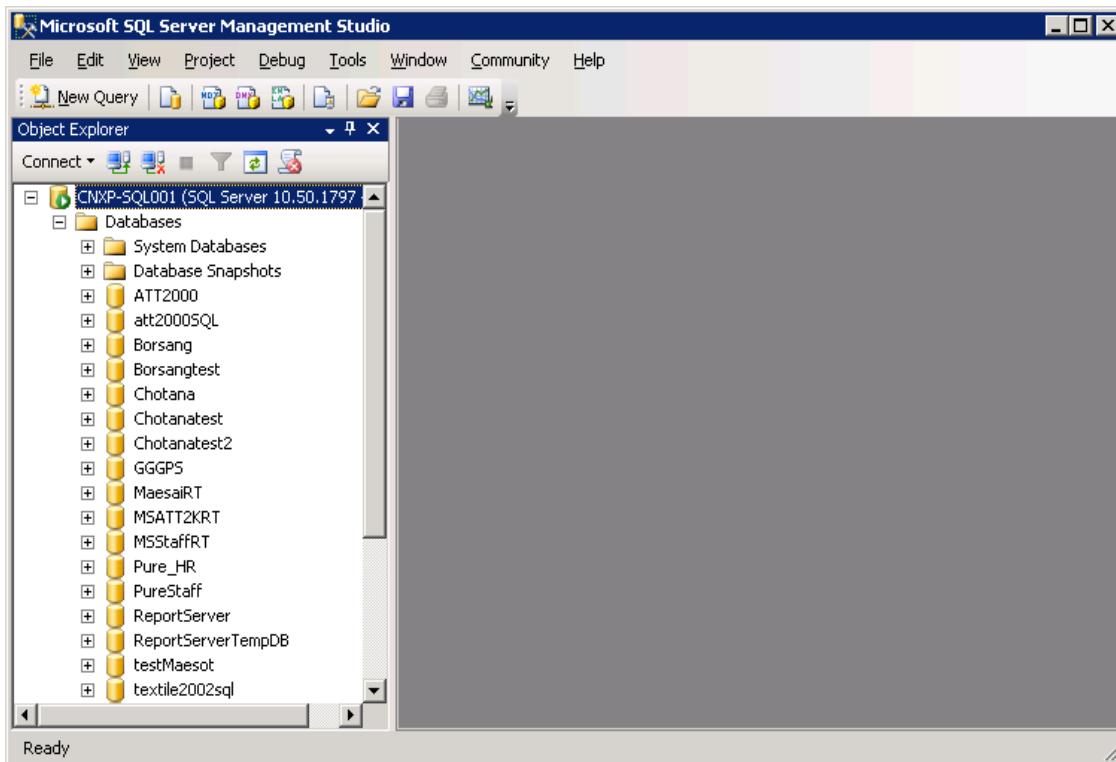 Microsoft SQL Server Management Studio
File Edit View Project Debug Tools Window Community Help
New Query
Object Explorer
Connect
CNXP-SQL001 (SQL Server 10.50.1797
Databases
System Databases
Database Snapshots
ATT2000
att2000SQL
Borsang
Borsangtest
Chotana
Chotanatest
Chotanatest2
GGGPS
MaesaiRT
MSATT2KRT
MSStaffRT
Pure_HR
PureStaff
ReportServer
ReportServerTempDB
testMaesot
textile2002sql
Ready